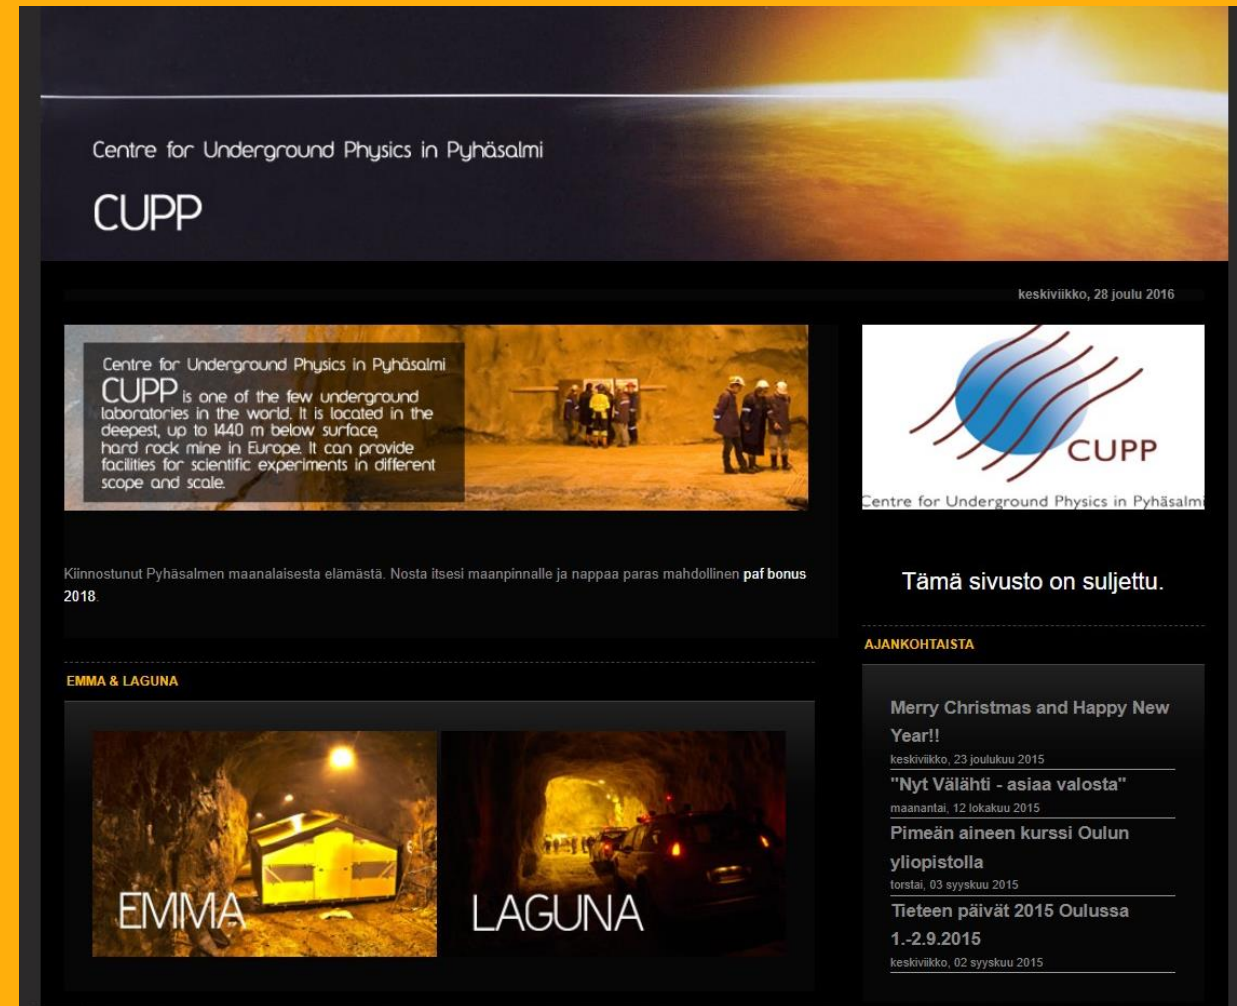 Centre for Underground Physics in Pyhäsalmi
CUPP
keskiviikko, 28 joulu 2016
Centre for Underground Physics in Pyhäsalmi
CUPP is one of the few underground
laboratories in the world. It is located in the
deepest, up to 1440 m below surface,
hard rock mine in Europe. It can provide
facilities for scientific experiments in different
scope and scale.
CUPP
Centre for Underground Physics in Pyhäsalmi
Kiinnostunut Pyhäsalmen maanalaisesta elämästä. Nosta itsesi maanpinnalle ja nappaa paras mahdollinen paf bonus
2018.
Tämä sivusto on suljettu.
EMMA & LAGUNA
EMMA
LAGUNA
AJANKOHTAISTA
Merry Christmas and Happy New
Year!!
keskiviikko, 23 joulukuu 2015
"Nyt Välähti - asiaa valosta"
maanantai, 12 lokakuu 2015
Pimeän aineen kurssi Oulun
yliopistolla
torstai, 03 syyskuu 2015
Tieteen päivät 2015 Oulussa
1.-2.9.2015
keskiviikko, 02 syyskuu 2015